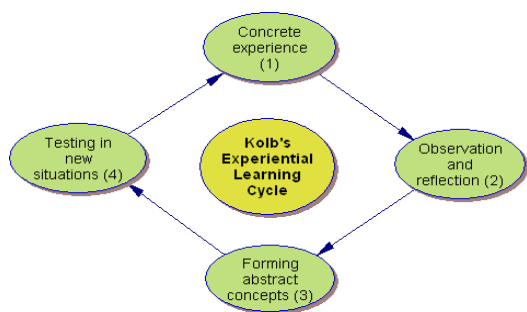 Concrete
experience
(1)
Testing in
new
situations (4)
Kolb's
Experiential
Learning
Cycle
Observation
and
reflection (2)
Forming
abstract
concepts (3)